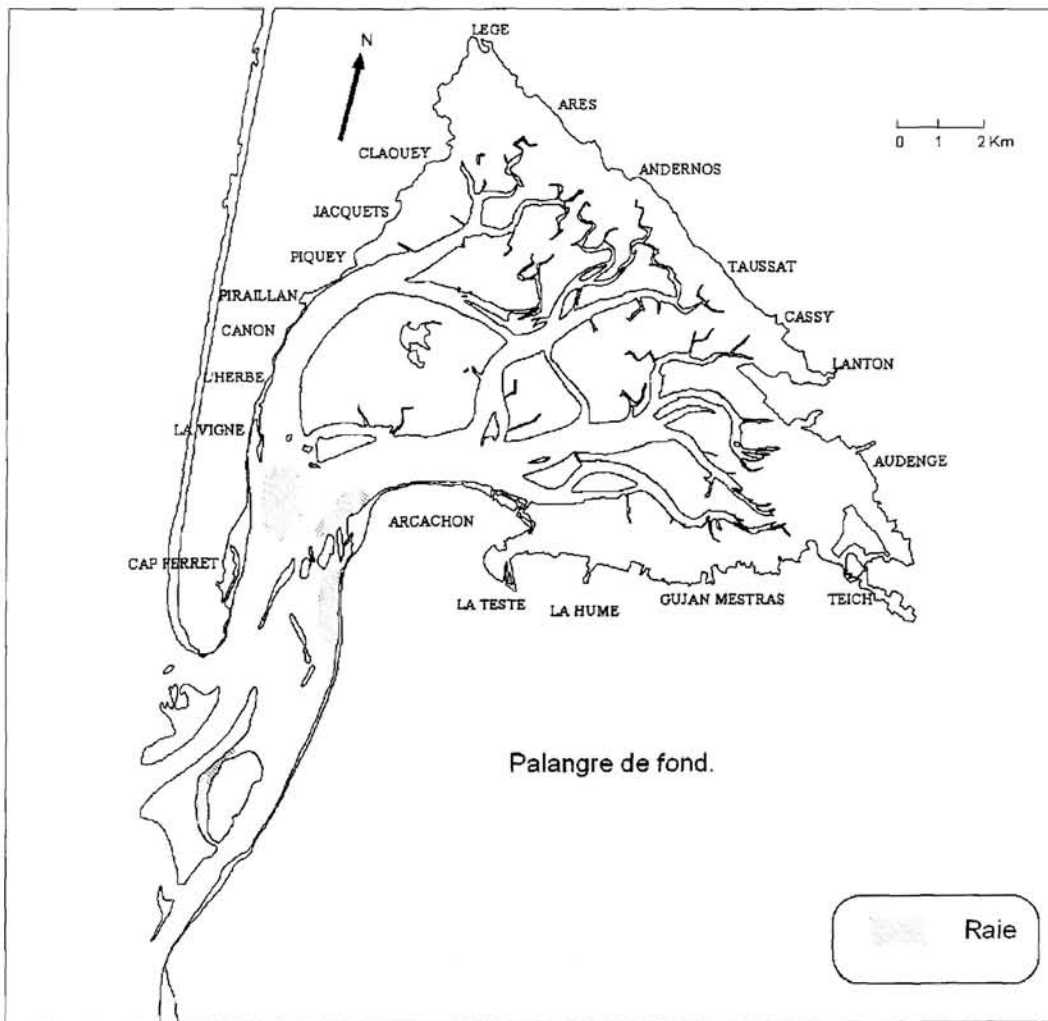 LEGE
N
ARES
0 1 2 Km
CLAOUEY
ANDERNOS
JACQUETS
PIQUEY
TAUSSAT
PIRAILLAN
CASSY
CANON
LANTON
L'HERBE
LA VIGNE
AUDENGE
ARCACHON
CAP FERRET
LA TESTE
LA HUME
GUJAN MESTRAS
TEICH
Palangre de fond.
Raie